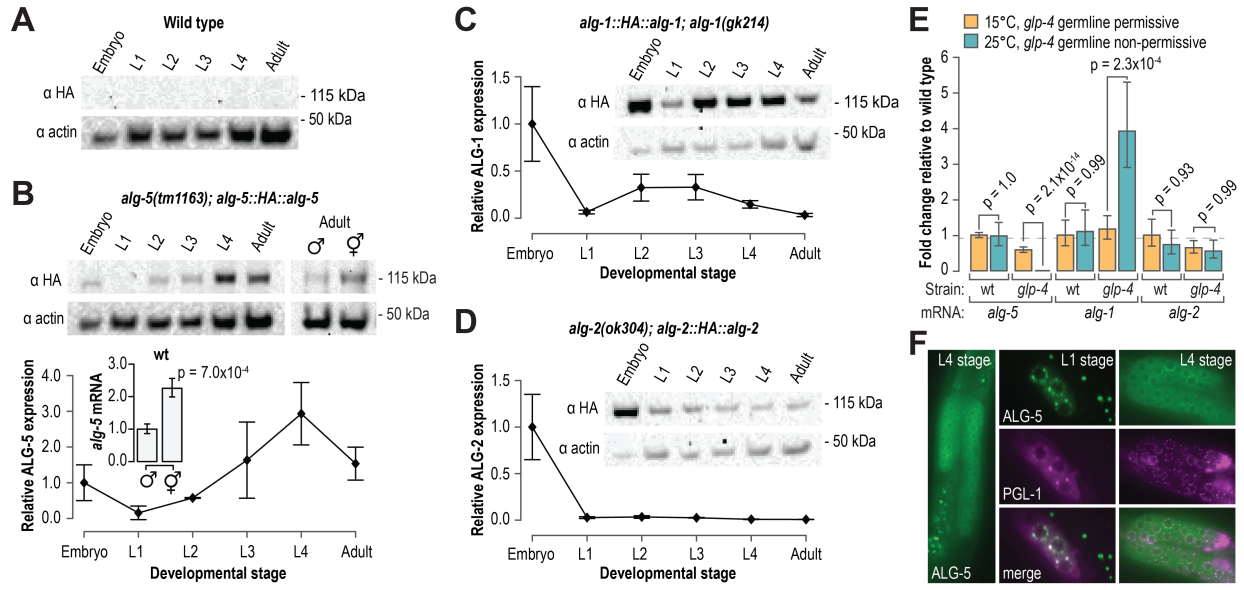 A
Wild type
Embryo L1 L2 L3 L4 Adult
α HA
- 115 kDa
- 50 kDa
α actin
B
alg-5(tm1163); alg-5::HA::alg-5
Embryo L1 L2 L3 L4 Adult
Adult
♂ ⚥
α HA
- 115 kDa
α actin
- 50 kDa
wt
p = 7.0x10-4
alg-5 mRNA
3.0
2.0
1.0
0.0
♂ ⚥
Relative ALG-5 expression
4.0
3.0
2.0
1.0
0.0
Embryo L1 L2 L3 L4 Adult
Developmental stage
C
alg-1::HA::alg-1; alg-1(gk214)
Embryo L1 L2 L3 L4 Adult
α HA
- 115 kDa
α actin
- 50 kDa
Relative ALG-1 expression
1.5
1.0
0.5
0.0
Embryo L1 L2 L3 L4 Adult
Developmental stage
D
alg-2(ok304); alg-2::HA::alg-2
Embryo L1 L2 L3 L4 Adult
α HA
- 115 kDa
α actin
- 50 kDa
Relative ALG-2 expression
1.5
1.0
0.5
0.0
Embryo L1 L2 L3 L4 Adult
Developmental stage
E
15°C, glp-4 germline permissive
25°C, glp-4 germline non-permissive
Fold change relative to wild type
6
5
4
3
2
1
0
p = 1.0
p = 2.1x10-14
p = 0.99
p = 2.3x10-4
p = 0.93
p = 0.99
Strain: wt glp-4 wt glp-4 wt glp-4
mRNA: alg-5 alg-1 alg-2
F
L4 stage
ALG-5
L1 stage
L4 stage
ALG-5
PGL-1
merge